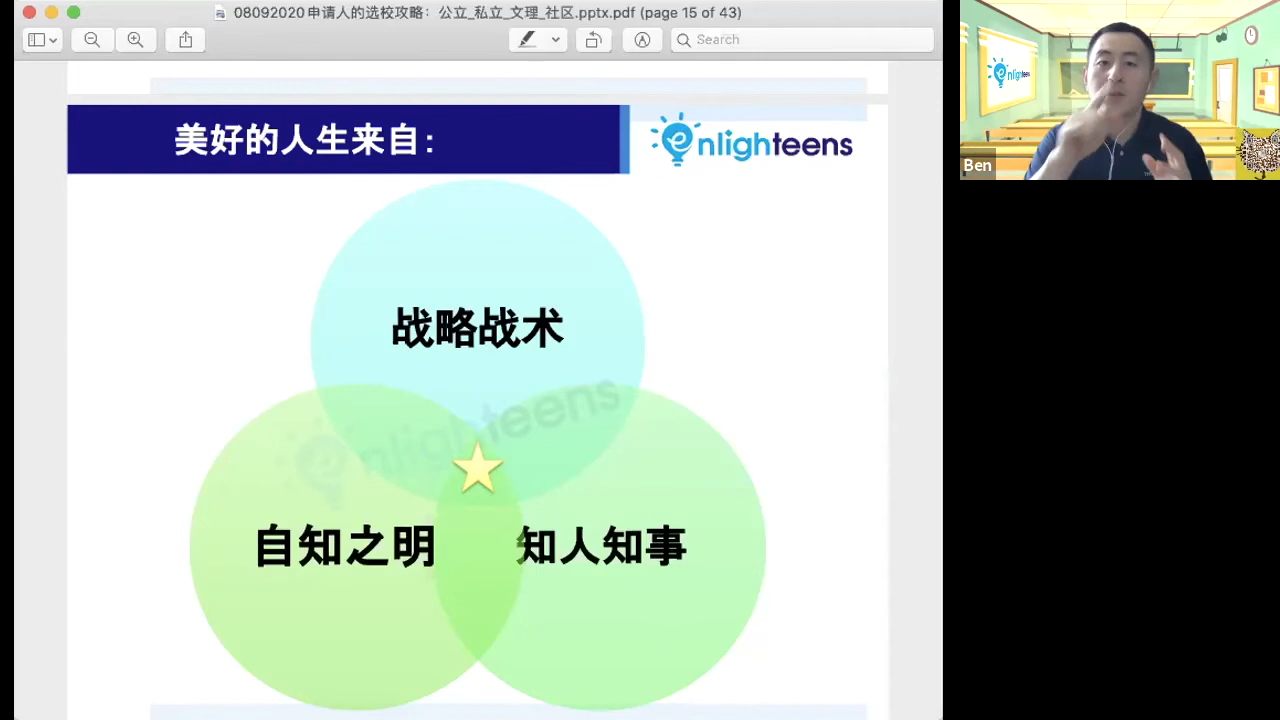 08092020申请人的选校攻略：公立_私立_文理_社区.pptx.pdf (page 15 of 43)
Search
美好的人生来自：
enlighteens
战略战术
enlighteens
自知之明
知人知事
enlighteens
Ben